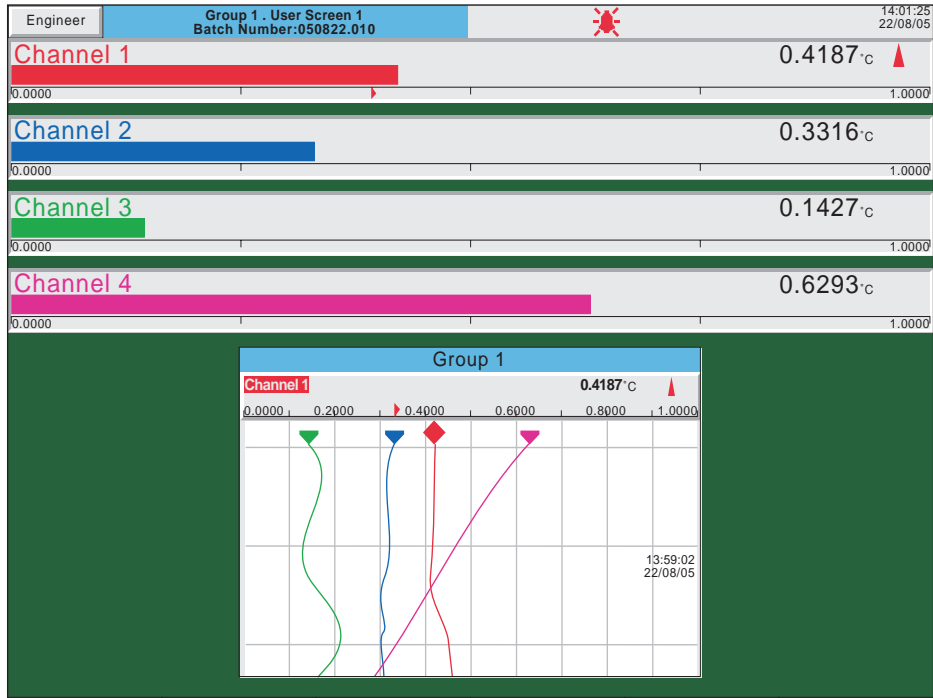 Engineer
Group 1 . User Screen 1
Batch Number:050822.010
14:01:25
22/08/05
Channel 1
0.4187°C
0.0000 1.0000
Channel 2
0.3316°C
0.0000 1.0000
Channel 3
0.1427°C
0.0000 1.0000
Channel 4
0.6293°C
0.0000 1.0000
Group 1
Channel 1 0.4187°C
0.0000 0.2000 0.4000 0.6000 0.8000 1.0000
13:59:02
22/08/05